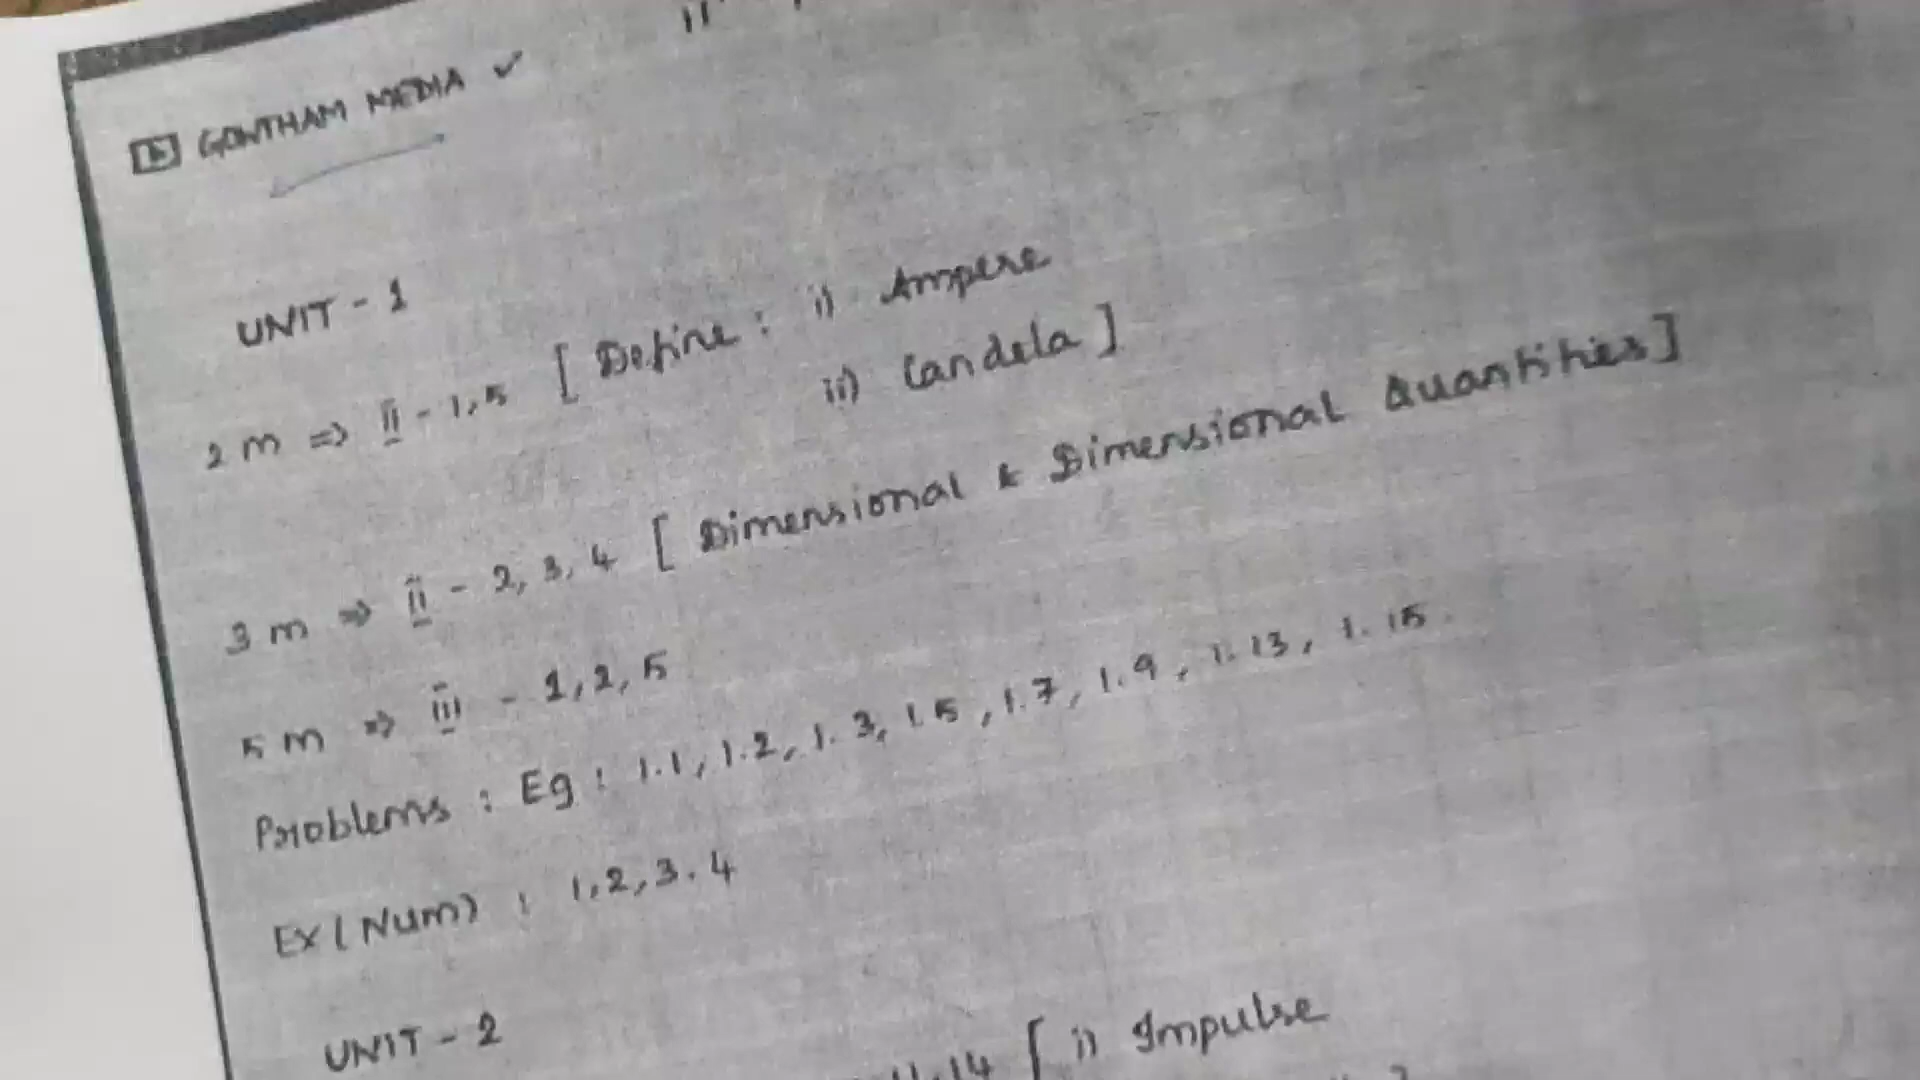 GOWTHAM MEDIA ✓
UNIT - 1
2 m => II - 1,5 [ Define : i) Ampere
ii) Candela ]
3 m => II - 2, 3, 4 [ Dimensional & Dimensional Quantities ]
5 m => III - 1, 2, 5
Problems : Eg : 1.1, 1.2, 1.3, 1.5, 1.7, 1.9, 1.13, 1.15.
EX (Num) : 1,2,3.4
UNIT - 2
11.14 [ i) Impulse